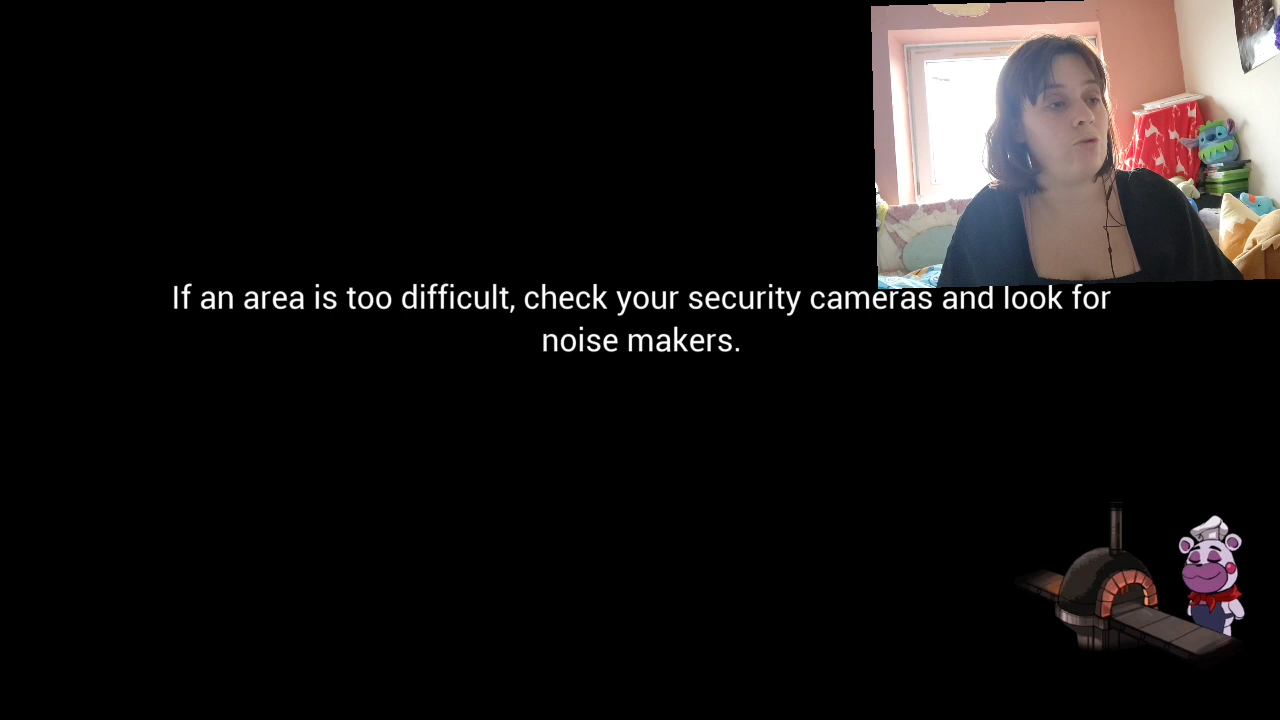 If an area is too difficult, check your security cameras and look for
noise makers.